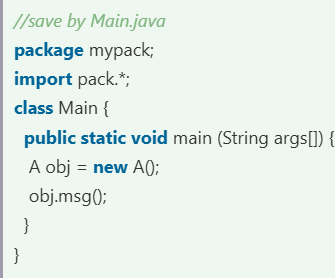 //save by Main.java
package mypack;
import pack.*;
class Main {
public static void main (String args[]) {
A obj = new A();
obj.msg();
}
}